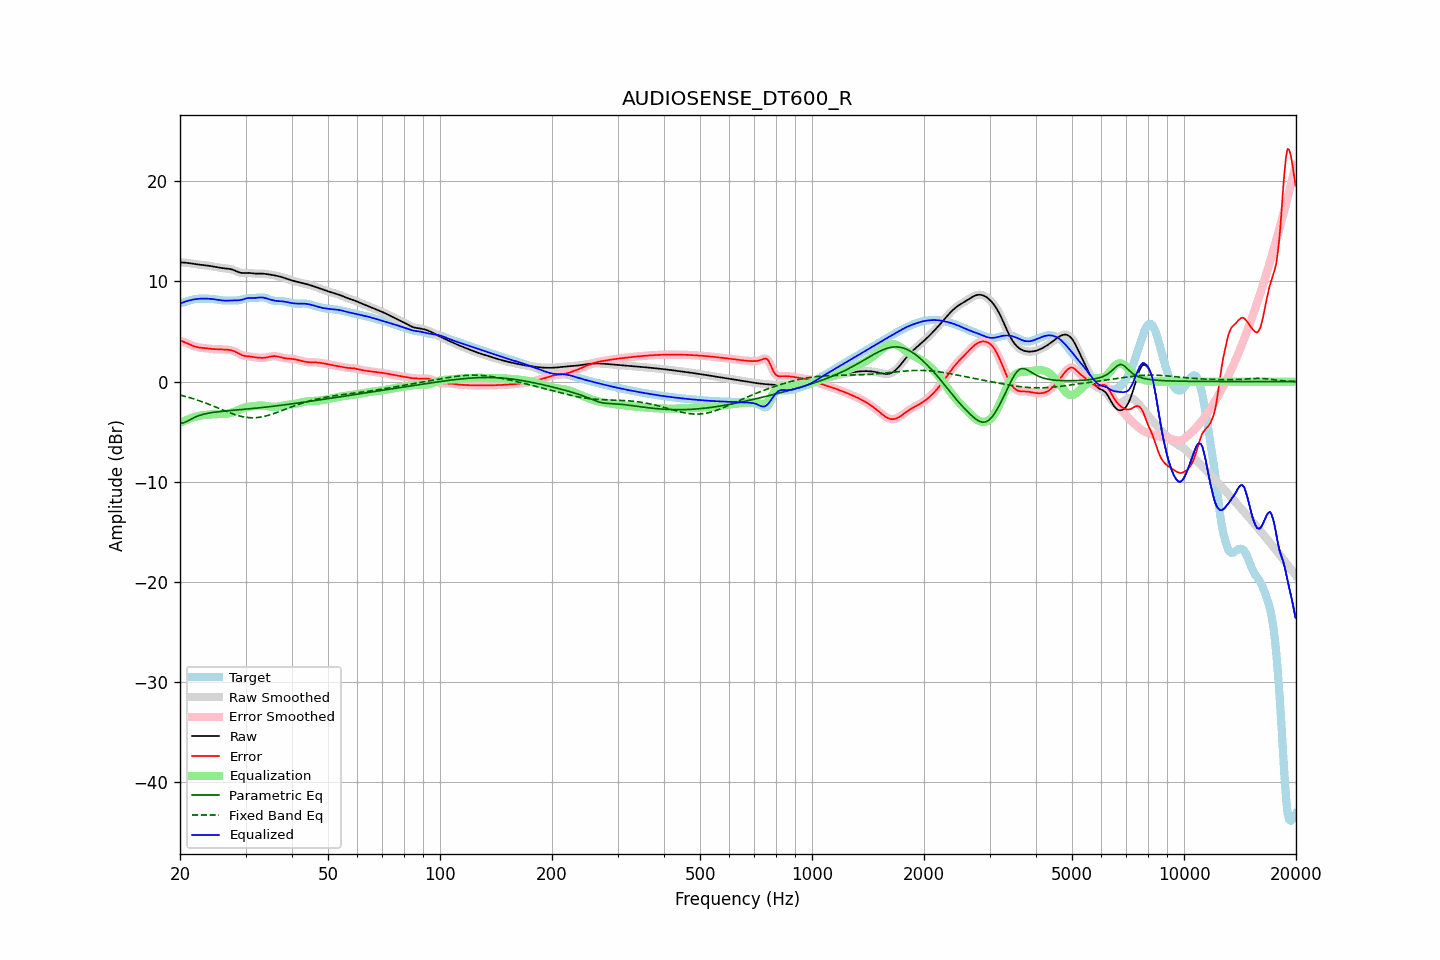 AUDIOSENSE_DT600_R
Amplitude (dBr)
20
10
0
−10
−20
−30
−40
Target
Raw Smoothed
Error Smoothed
Raw
Error
Equalization
Parametric Eq
Fixed Band Eq
Equalized
20 50 100 200 500 1000 2000 5000 10000 20000
Frequency (Hz)